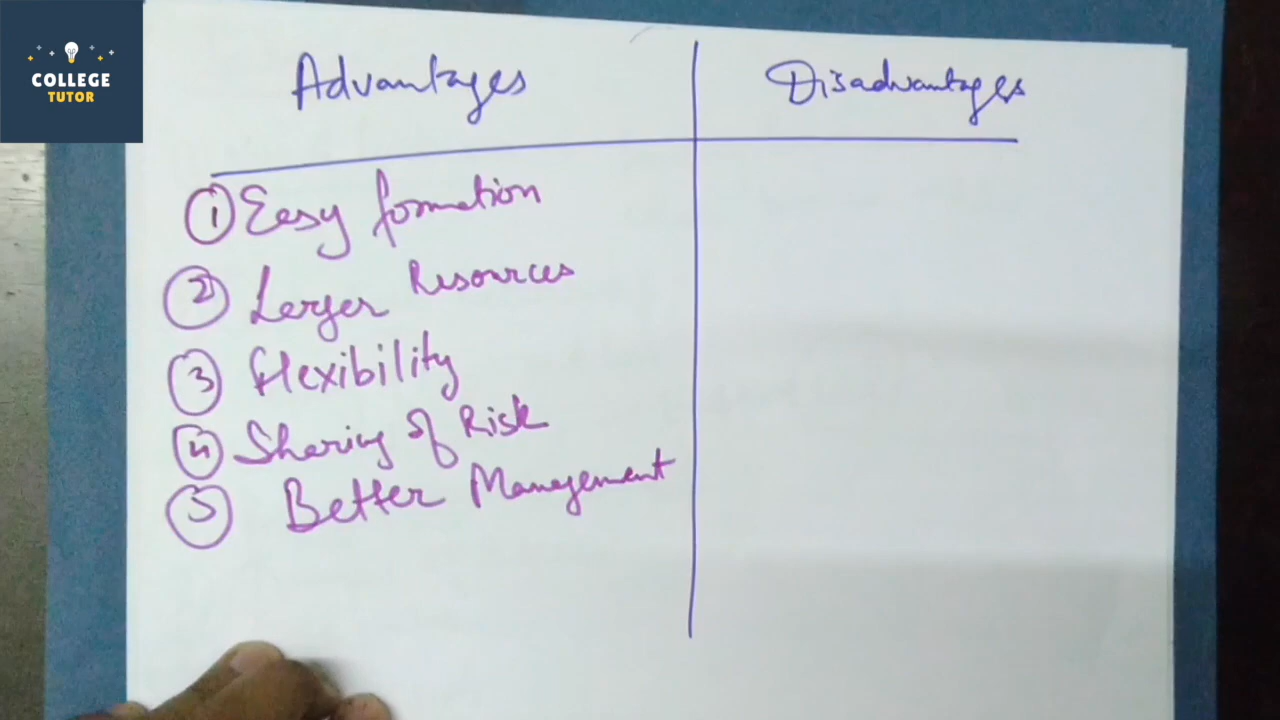 COLLEGE
TUTOR
Advantages
Disadvantages
① Easy formation
② Larger Resources
③ Flexibility
④ Sharing of Risk
⑤ Better Management